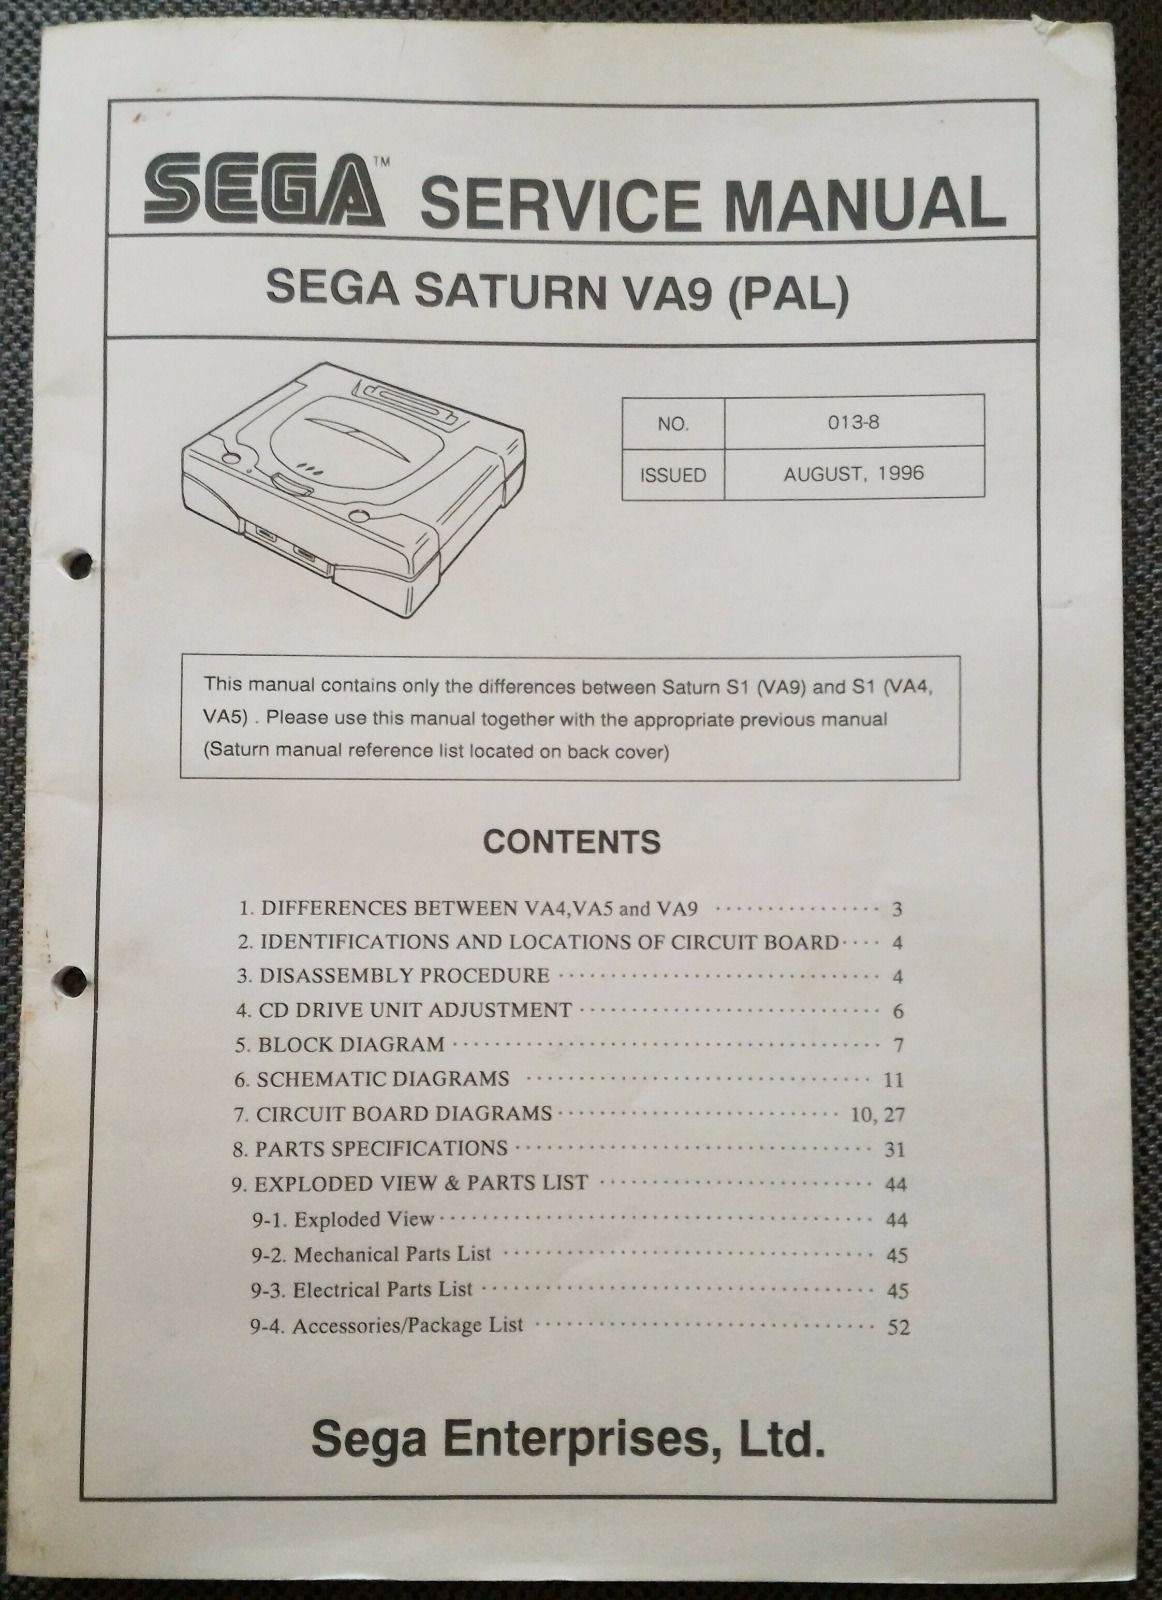 SEGA™ SERVICE MANUAL
SEGA SATURN VA9 (PAL)
NO. 013-8
ISSUED AUGUST, 1996
This manual contains only the differences between Saturn S1 (VA9) and S1 (VA4,
VA5) . Please use this manual together with the appropriate previous manual
(Saturn manual reference list located on back cover)
CONTENTS
1. DIFFERENCES BETWEEN VA4,VA5 and VA9 ················ 3
2. IDENTIFICATIONS AND LOCATIONS OF CIRCUIT BOARD···· 4
3. DISASSEMBLY PROCEDURE ······························· 4
4. CD DRIVE UNIT ADJUSTMENT ····························· 6
5. BLOCK DIAGRAM ········································· 7
6. SCHEMATIC DIAGRAMS ·································· 11
7. CIRCUIT BOARD DIAGRAMS ··························· 10, 27
8. PARTS SPECIFICATIONS ··································· 31
9. EXPLODED VIEW & PARTS LIST ··························· 44
9-1. Exploded View ·········································· 44
9-2. Mechanical Parts List ···································· 45
9-3. Electrical Parts List ······································ 45
9-4. Accessories/Package List ································· 52
Sega Enterprises, Ltd.